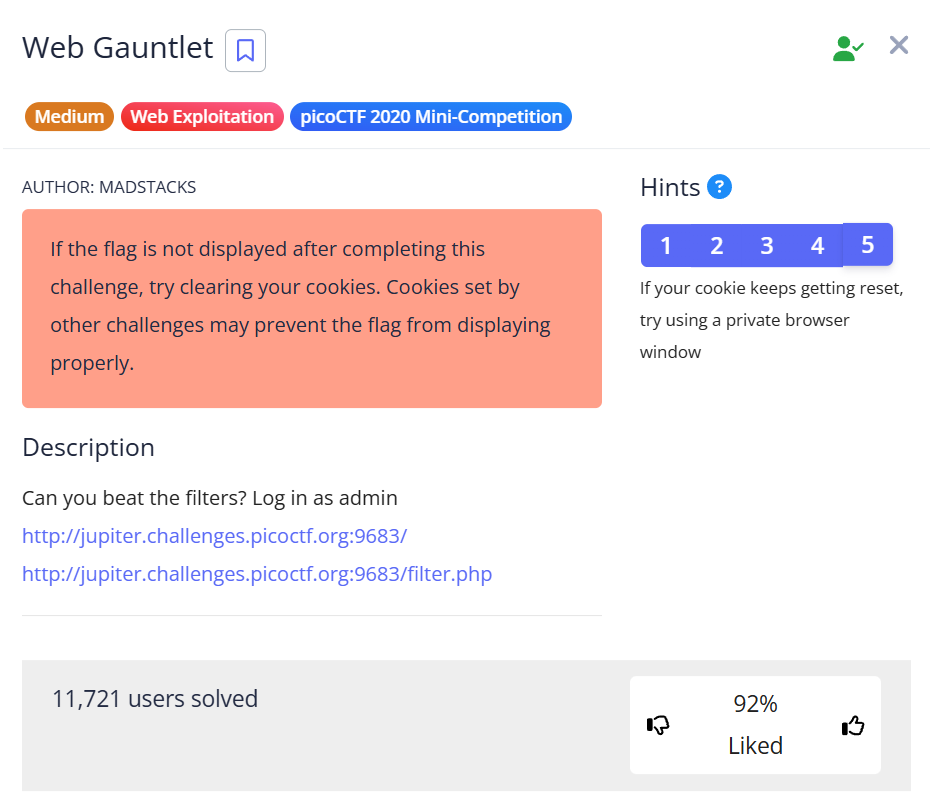 Web Gauntlet
Medium Web Exploitation picoCTF 2020 Mini-Competition
AUTHOR: MADSTACKS
If the flag is not displayed after completing this
challenge, try clearing your cookies. Cookies set by
other challenges may prevent the flag from displaying
properly.
Description
Can you beat the filters? Log in as admin
http://jupiter.challenges.picoctf.org:9683/
http://jupiter.challenges.picoctf.org:9683/filter.php
Hints ?
1 2 3 4 5
If your cookie keeps getting reset,
try using a private browser
window
11,721 users solved
92%
Liked